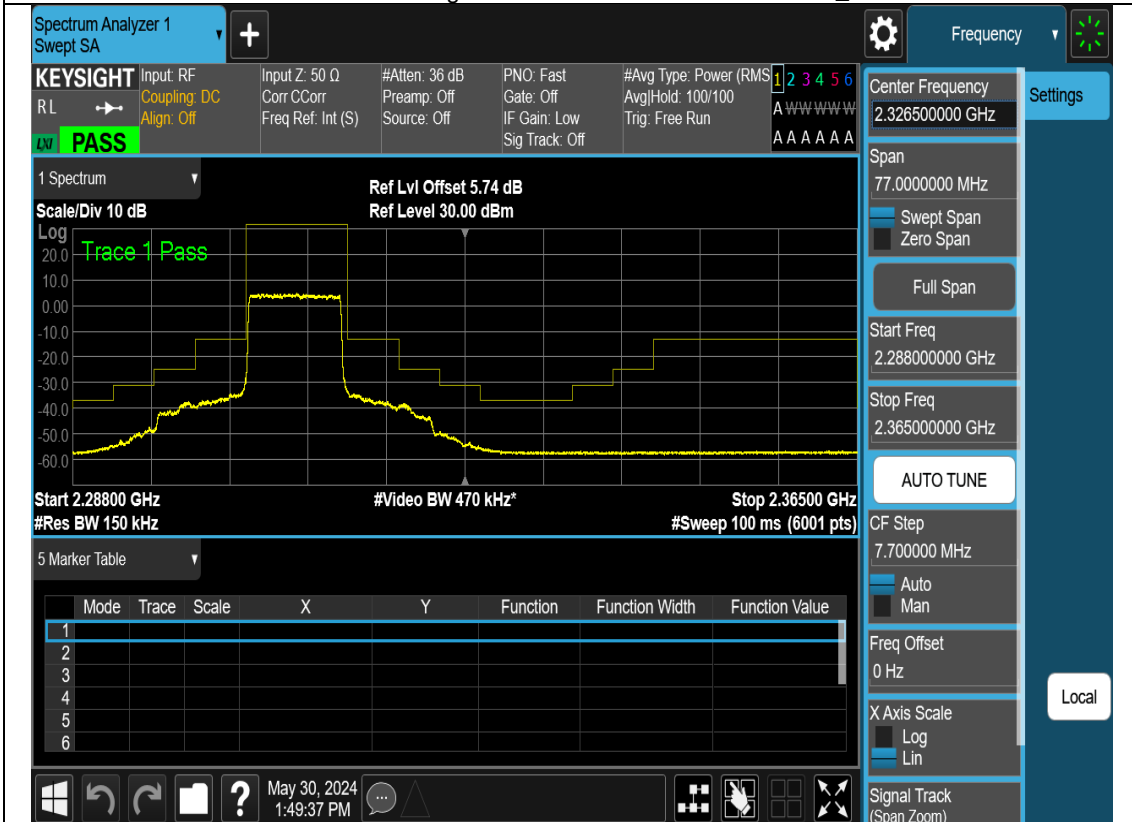 Spectrum Analyzer 1
Swept SA
Frequency
KEYSIGHT
RL
LXI PASS
Input: RF
Coupling: DC
Align: Off
Input Z: 50 Ω
Corr CCorr
Freq Ref: Int (S)
#Atten: 36 dB
Preamp: Off
Source: Off
PNO: Fast
Gate: Off
IF Gain: Low
Sig Track: Off
#Avg Type: Power (RMS
Avg|Hold: 100/100
Trig: Free Run
1 2 3 4 5 6
A W W W W W
A A A A A A
1 Spectrum
Scale/Div 10 dB
Ref Lvl Offset 5.74 dB
Ref Level 30.00 dBm
Log
Trace 1 Pass
20.0
10.0
0.00
-10.0
-20.0
-30.0
-40.0
-50.0
-60.0
Start 2.28800 GHz
#Video BW 470 kHz*
Stop 2.36500 GHz
#Res BW 150 kHz
#Sweep 100 ms (6001 pts)
5 Marker Table
Mode Trace Scale X Y Function Function Width Function Value
1
2
3
4
5
6
May 30, 2024
1:49:37 PM
Center Frequency
2.326500000 GHz
Settings
Span
77.0000000 MHz
Swept Span
Zero Span
Full Span
Start Freq
2.288000000 GHz
Stop Freq
2.365000000 GHz
AUTO TUNE
CF Step
7.700000 MHz
Auto
Man
Freq Offset
0 Hz
Local
X Axis Scale
Log
Lin
Signal Track
(Span Zoom)